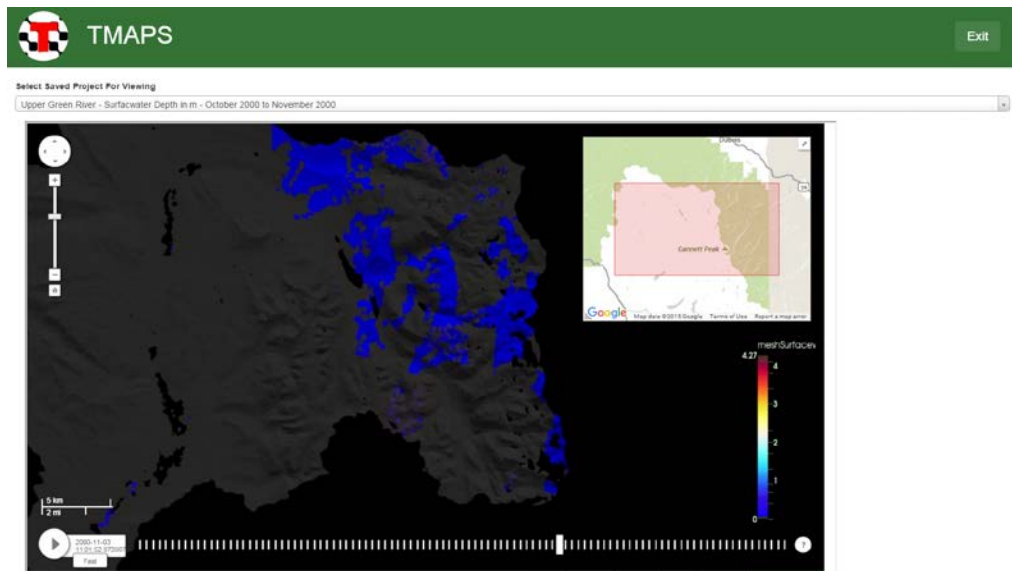 T
TMAPS
Exit
Select Saved Project For Viewing
Upper Green River - Surfacwater Depth in m - October 2000 to November 2000
Dubois
Gannett Peak
Google
Map data ©2015 Google
Terms of Use
Report a map error
meshSurfacev
4.27
4
3
2
1
0
5 km
2 mi
2000-11-03
Fast
?